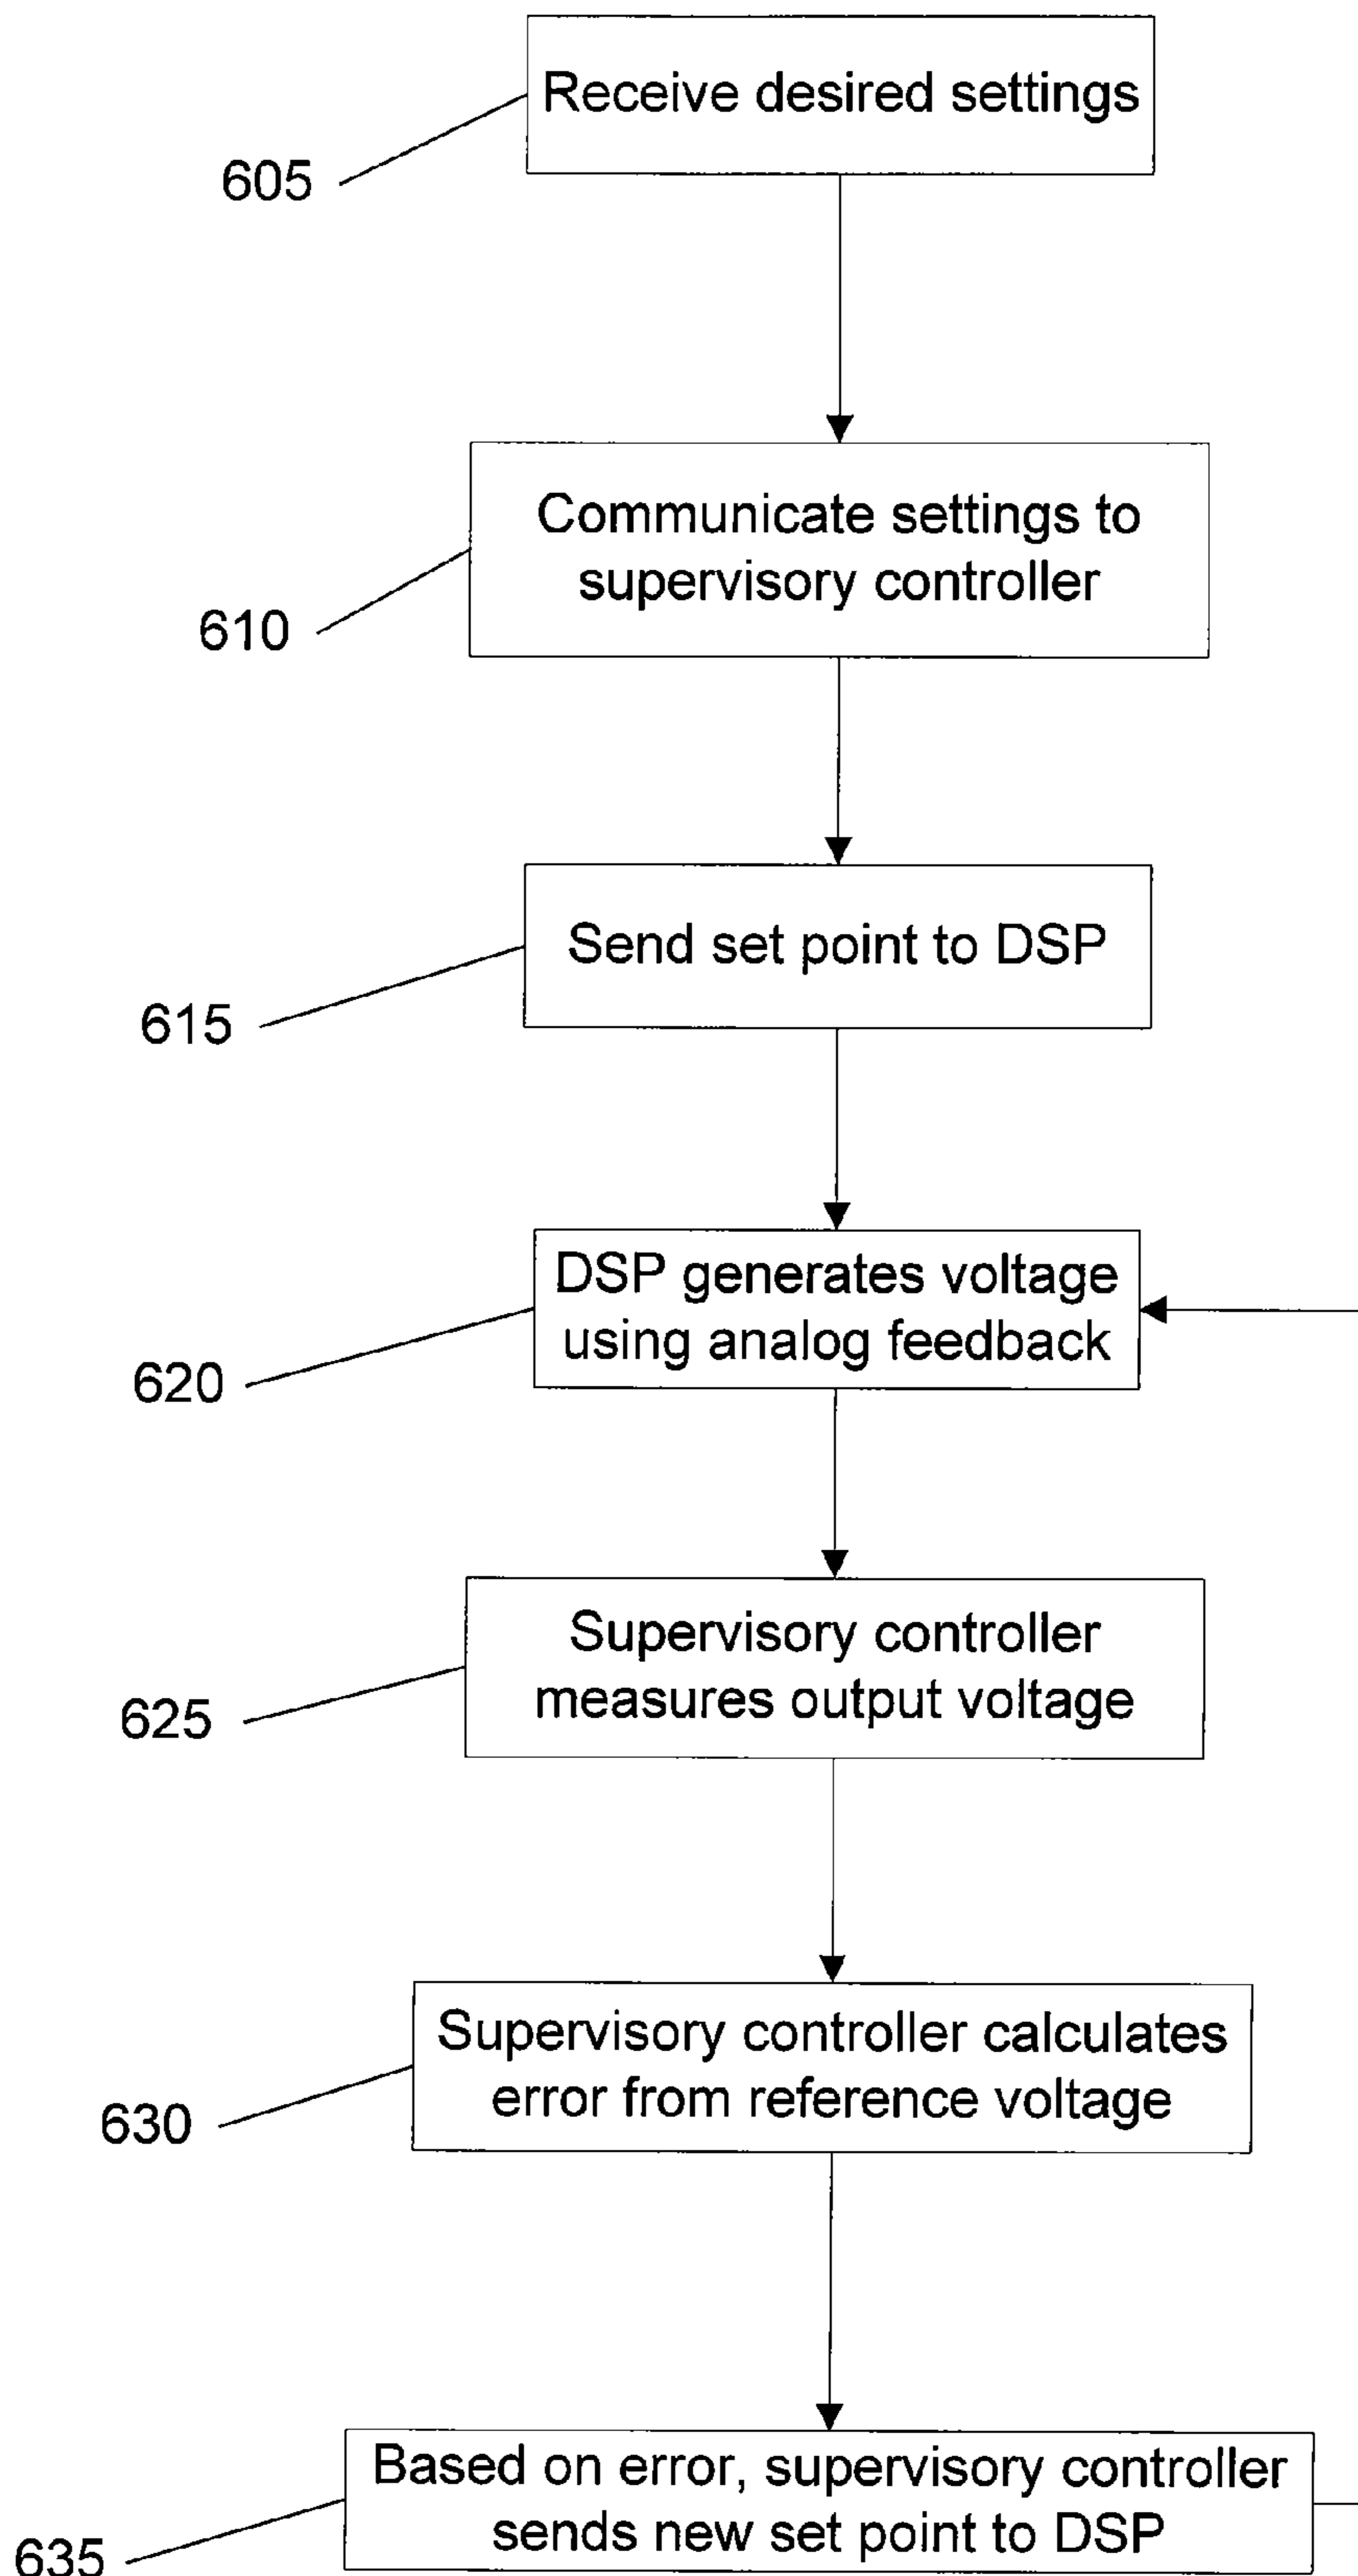 Receive desired settings
605
Communicate settings to
supervisory controller
610
Send set point to DSP
615
DSP generates voltage
using analog feedback
620
Supervisory controller
measures output voltage
625
Supervisory controller calculates
error from reference voltage
630
Based on error, supervisory controller
sends new set point to DSP
635